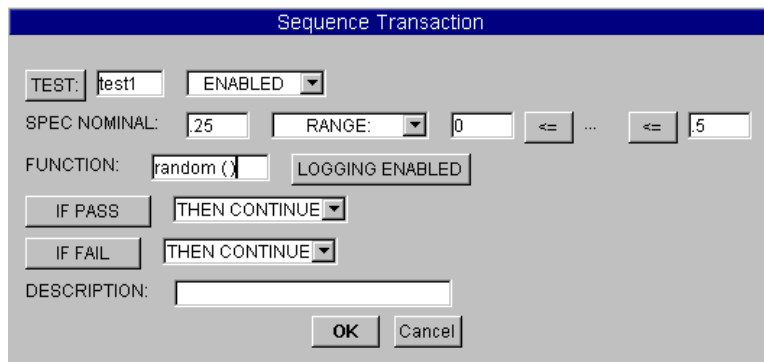 Sequence Transaction
TEST: test1 ENABLED
SPEC NOMINAL: .25 RANGE: 0 <= ... <= .5
FUNCTION: random () LOGGING ENABLED
IF PASS THEN CONTINUE
IF FAIL THEN CONTINUE
DESCRIPTION:
OK Cancel